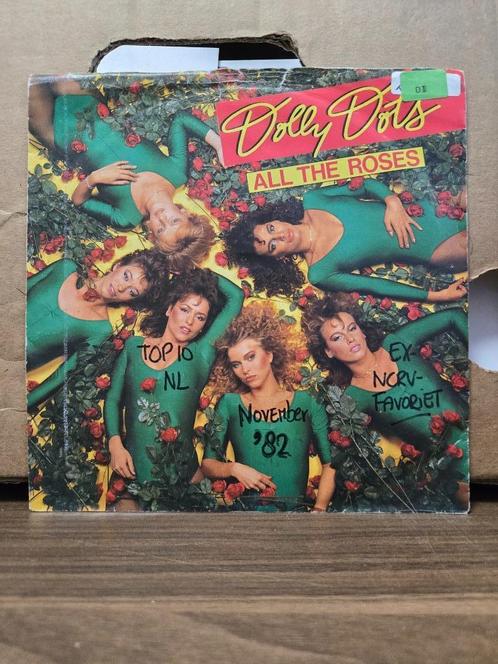 Dolly Dots
ALL THE ROSES
TOP 10
NL
November
'82
EX-
NCRV-
FAVORIET